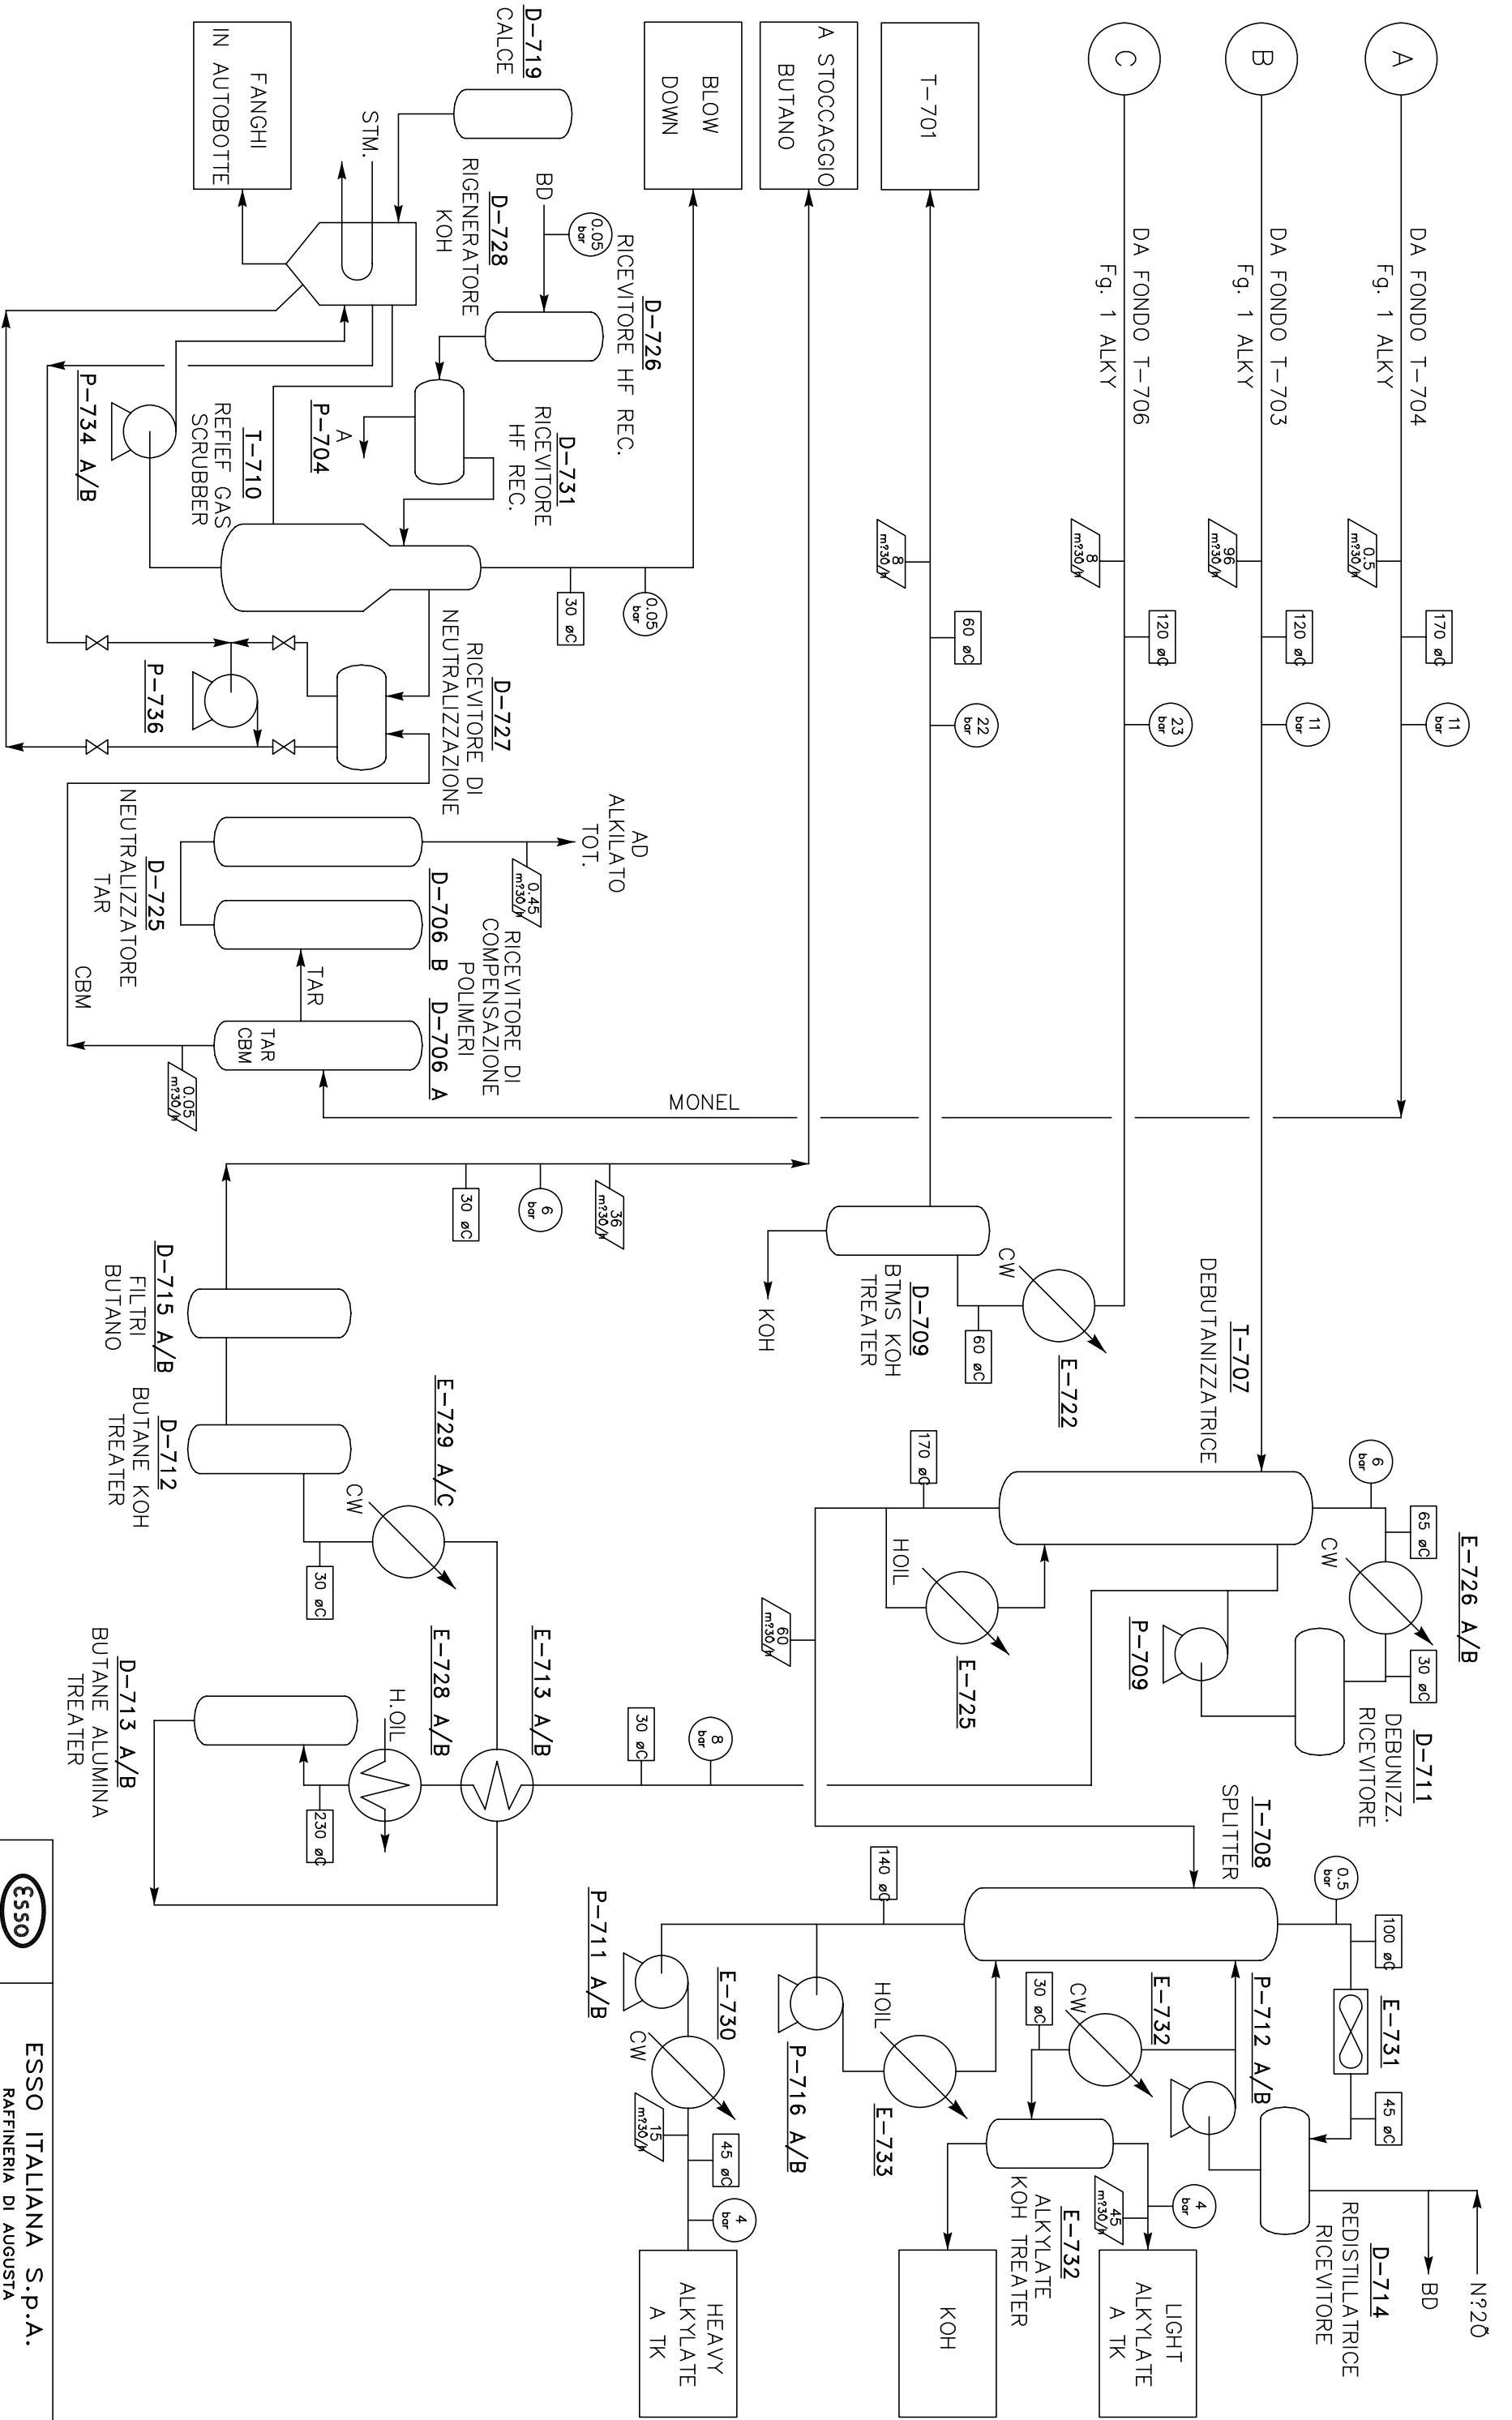 A
DA FONDO T-704
Fg. 1 ALKY
0.5
m?30/h
170 øC
11
bar
B
DA FONDO T-703
Fg. 1 ALKY
96
m?30/h
120 øC
11
bar
C
DA FONDO T-706
Fg. 1 ALKY
8
m?30/h
120 øC
23
bar
T-701
8
m?30/h
60 øC
22
bar
A STOCCAGGIO
BUTANO
BLOW
DOWN
D-719
CALCE
STM.
FANGHI
IN AUTOBOTTE
D-728
RIGENERATORE
KOH
BD
0.05
bar
D-726
RICEVITORE HF REC.
D-731
RICEVITORE
HF REC.
A
P-704
T-710
REFIEF GAS
SCRUBBER
P-734 A/B
30 øC
0.05
bar
D-727
RICEVITORE DI
NEUTRALIZZAZIONE
P-736
AD
ALKILATO
TOT.
0.45
m?30/h
D-725
NEUTRALIZZATORE
TAR
D-706 B
D-706 A
RICEVITORE DI
COMPENSAZIONE
POLIMERI
TAR
TAR
CBM
CBM
0.05
m?30/h
MONEL
36
m?30/h
6
bar
30 øC
D-715 A/B
FILTRI
BUTANO
D-712
BUTANE KOH
TREATER
E-729 A/C
CW
30 øC
D-709
BTMS KOH
TREATER
KOH
CW
E-722
60 øC
T-707
DEBUTANIZZATRICE
6
bar
65 øC
E-726 A/B
CW
30 øC
D-711
DEBUNIZZ.
RICEVITORE
P-709
170 øC
HOIL
E-725
60
m?30/h
8
bar
30 øC
E-713 A/B
E-728 A/B
H.OIL
230 øC
D-713 A/B
BUTANE ALUMINA
TREATER
T-708
SPLITTER
0.5
bar
100 øC
E-731
45 øC
N?20̃
BD
D-714
REDISTILLATRICE
RICEVITORE
P-712 A/B
E-732
CW
30 øC
E-732
ALKYLATE
KOH TREATER
4
bar
45
m?30/h
LIGHT
ALKYLATE
A TK
KOH
140 øC
HOIL
E-733
P-716 A/B
P-711 A/B
E-730
CW
15
m?30/h
45 øC
4
bar
HEAVY
ALKYLATE
A TK
Esso
ESSO ITALIANA S.p.A.
RAFFINERIA DI AUGUSTA